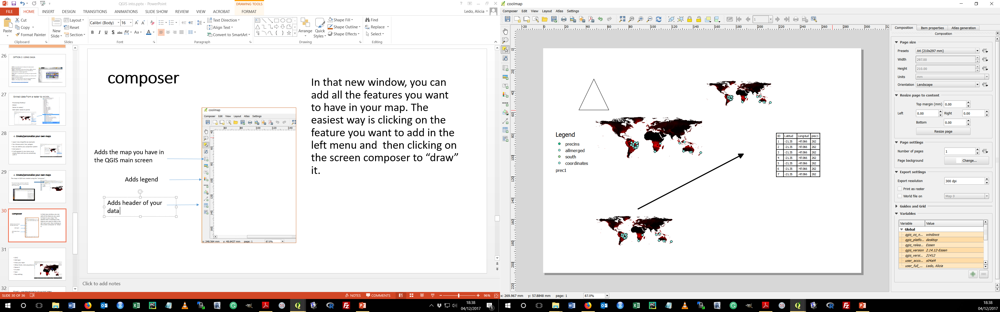 QGIS into.pptx - PowerPoint
DRAWING TOOLS
FILE HOME INSERT DESIGN TRANSITIONS ANIMATIONS SLIDE SHOW REVIEW VIEW ACROBAT FORMAT
Ledo, Alicia
Paste
Cut
Copy
Format Painter
Clipboard
New
Slide
Layout
Reset
Section
Slides
Calibri (Body) 16
Font
Paragraph
Text Direction
Align Text
Convert to SmartArt
Arrange
Quick
Styles
Shape Fill
Shape Outline
Shape Effects
Drawing
Find
Replace
Select
Editing
26
OPTION 2: USING SAGA
27
Extract data from a raster to points.
28
4. Create/personalize your own maps
29
4. Create/personalize your own maps
30
composer
31
32
composer
In that new window, you can
add all the features you want
to have in your map. The
easiest way is clicking on the
feature you want to add in the
left menu and then clicking on
the screen composer to “draw”
it.
Adds the map you have in
the QGIS main screen
Adds legend
Adds header of your
data
coolmap
Composer Edit View Layout Atlas Settings
60 80 100 120 140
x: 248.564 mm y: 48.6427 mm page: 1 87.0%
Click to add notes
SLIDE 30 OF 36
NOTES COMMENTS 96%
18:38
04/12/2017
coolmap
Composer Edit View Layout Atlas Settings
-20 0 20 40 60 80 100 120 140 160 180 200 220 240 260 280 300
Legend
precins
allmerged
south
coordinates
prec1
ID Latitud Longitud prec1
1 -21.35 -47.066 262
2 -21.35 -47.066 262
3 -21.35 -47.066 262
4 -21.35 -47.066 262
5 -21.35 -47.066 262
6 -21.35 -47.066 262
7 -21.35 -47.066 262
Composition Item properties Atlas generation
Composition
Page size
Presets A4 (210x297 mm)
Width 297.00
Height 210.00
Units mm
Orientation Landscape
Resize page to content
Top margin (mm) 0.00
Left 0.00 Right 0.00
Bottom 0.00
Resize page
Page settings
Number of pages 1
Page background Change...
Export settings
Export resolution 300 dpi
Print as raster
World file on Map 0
Guides and Grid
Variables
Variable Value
Global
qgis_os_n... windows
qgis_platfo... desktop
qgis_relea... Essen
qgis_version 2.14.12-Essen
qgis_versi... 21412
user_acco... s04al4
user_full_... Ledo, Alicia
x: 269.967 mm y: 57.8848 mm page: 1 87.0%
18:38
04/12/2017